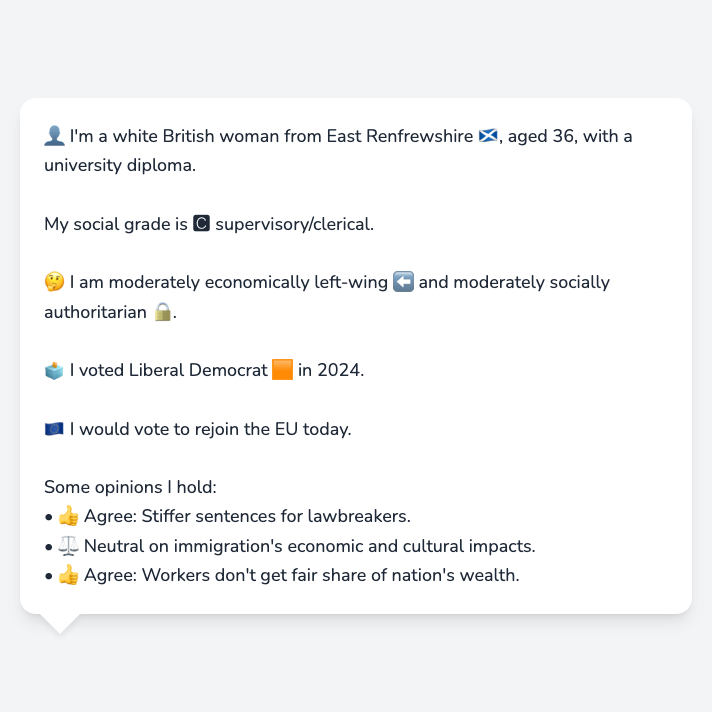 👤 I'm a white British woman from East Renfrewshire 🏴󠁧󠁢󠁳󠁣󠁴󠁿, aged 36, with a
university diploma.
My social grade is 🅲 supervisory/clerical.
🤔 I am moderately economically left-wing ⬅️ and moderately socially
authoritarian 🔒.
🗳️ I voted Liberal Democrat 🟧 in 2024.
🇪🇺 I would vote to rejoin the EU today.
Some opinions I hold:
• 👍 Agree: Stiffer sentences for lawbreakers.
• ⚖️ Neutral on immigration's economic and cultural impacts.
• 👍 Agree: Workers don't get fair share of nation's wealth.